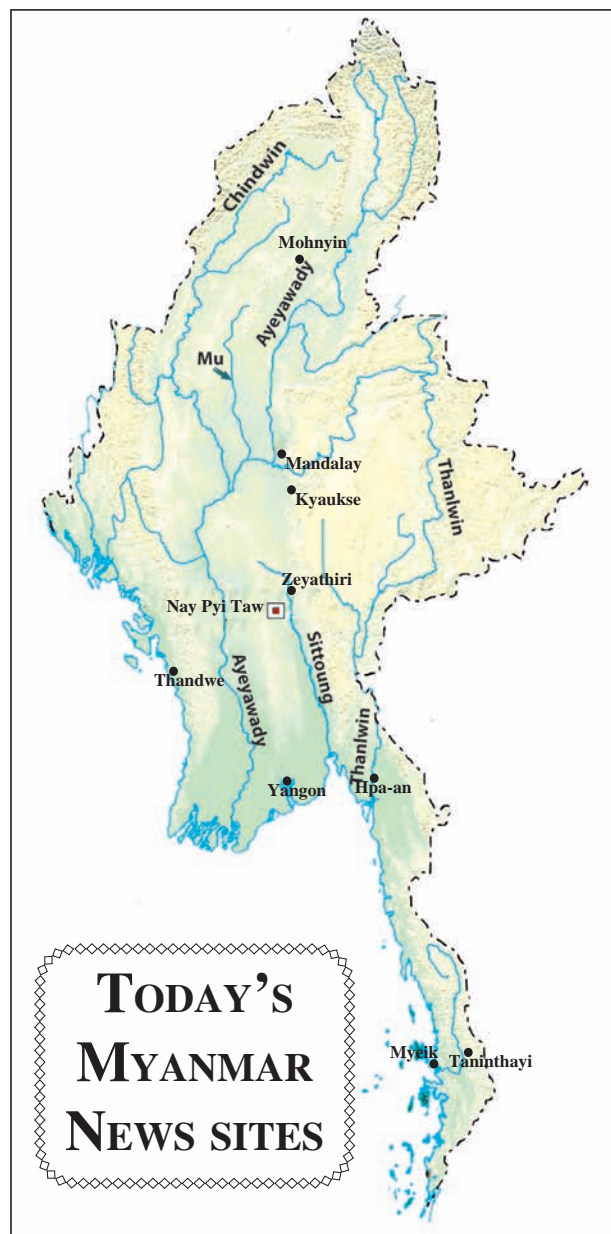 Chindwin
Mohnyin
Ayeyawady
Mu
Mandalay
Kyaukse
Thanlwin
Zeyathiri
Nay Pyi Taw
Sittoung
Thandwe
Ayeyawady
Thanlwin
Yangon
Hpa-an
TODAY'S
MYANMAR
NEWS SITES
Myeik
Taninthayi